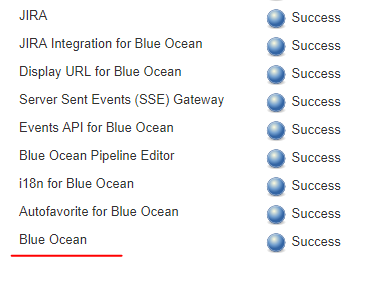 JIRA Success
JIRA Integration for Blue Ocean Success
Display URL for Blue Ocean Success
Server Sent Events (SSE) Gateway Success
Events API for Blue Ocean Success
Blue Ocean Pipeline Editor Success
i18n for Blue Ocean Success
Autofavorite for Blue Ocean Success
Blue Ocean Success